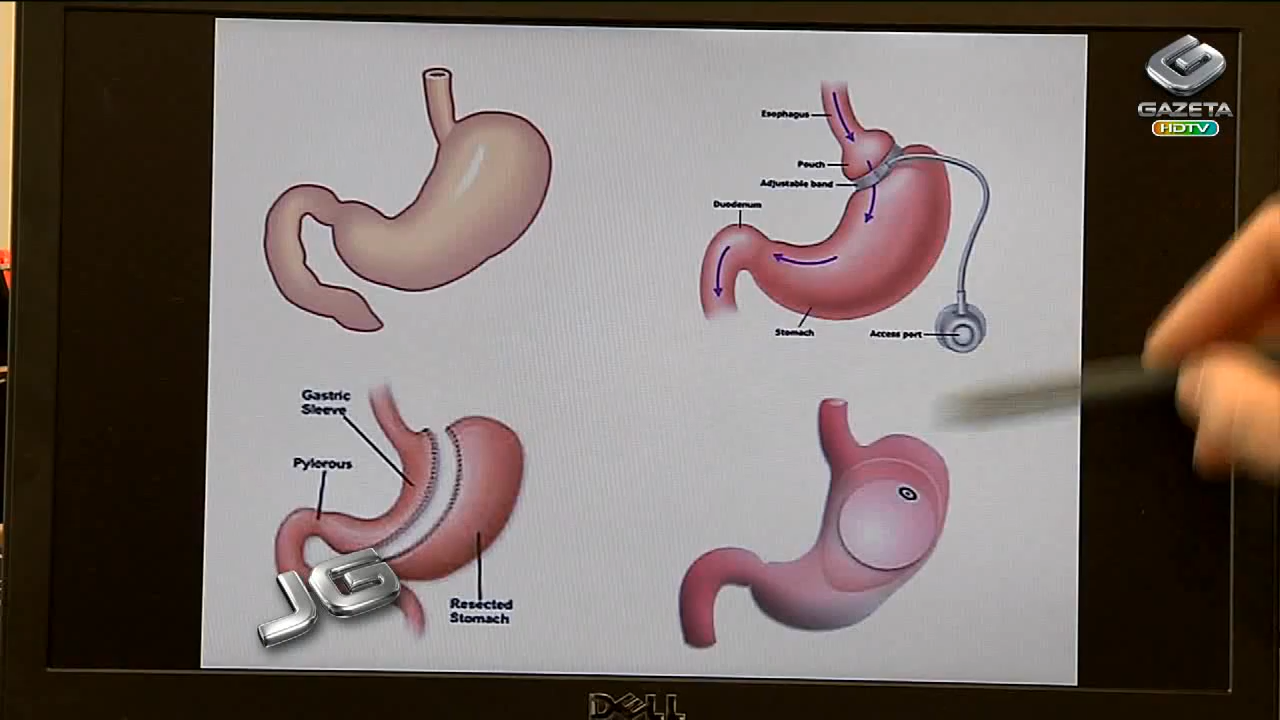 GAZETA
HDTV
Esophagus
Pouch
Adjustable band
Duodenum
Stomach
Access port
Gastric
Sleeve
Pylorous
Resected
Stomach
JG
DELL